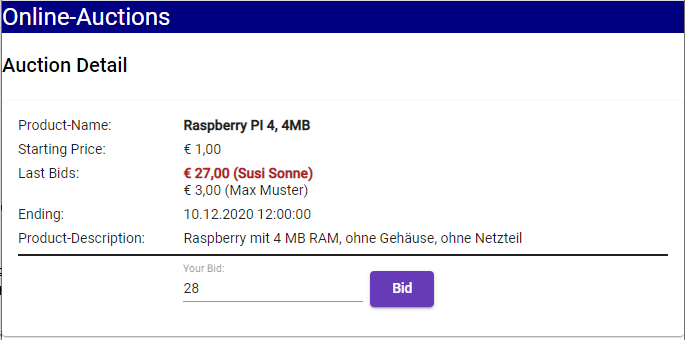 Online-Auctions
Auction Detail
Product-Name: Raspberry PI 4, 4MB
Starting Price: € 1,00
Last Bids: € 27,00 (Susi Sonne)
€ 3,00 (Max Muster)
Ending: 10.12.2020 12:00:00
Product-Description: Raspberry mit 4 MB RAM, ohne Gehäuse, ohne Netzteil
Your Bid:
28 Bid